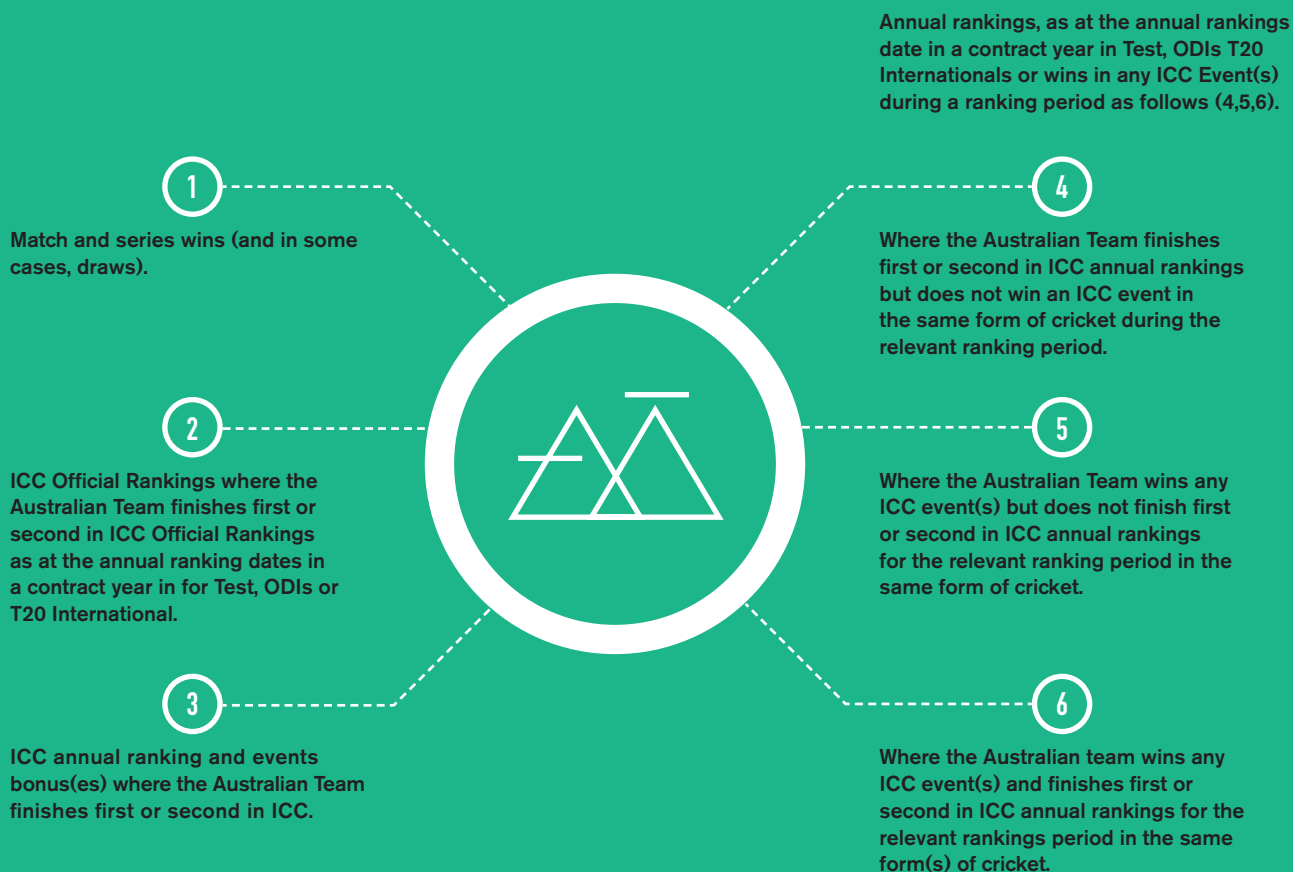 1
Match and series wins (and in some
cases, draws).
2
ICC Official Rankings where the
Australian Team finishes first or
second in ICC Official Rankings
as at the annual ranking dates in
a contract year in for Test, ODIs or
T20 International.
3
ICC annual ranking and events
bonus(es) where the Australian Team
finishes first or second in ICC.
Annual rankings, as at the annual rankings
date in a contract year in Test, ODIs T20
Internationals or wins in any ICC Event(s)
during a ranking period as follows (4,5,6).
4
Where the Australian Team finishes
first or second in ICC annual rankings
but does not win an ICC event in
the same form of cricket during the
relevant ranking period.
5
Where the Australian Team wins any
ICC event(s) but does not finish first
or second in ICC annual rankings
for the relevant ranking period in the
same form of cricket.
6
Where the Australian team wins any
ICC event(s) and finishes first or
second in ICC annual rankings for the
relevant rankings period in the same
form(s) of cricket.